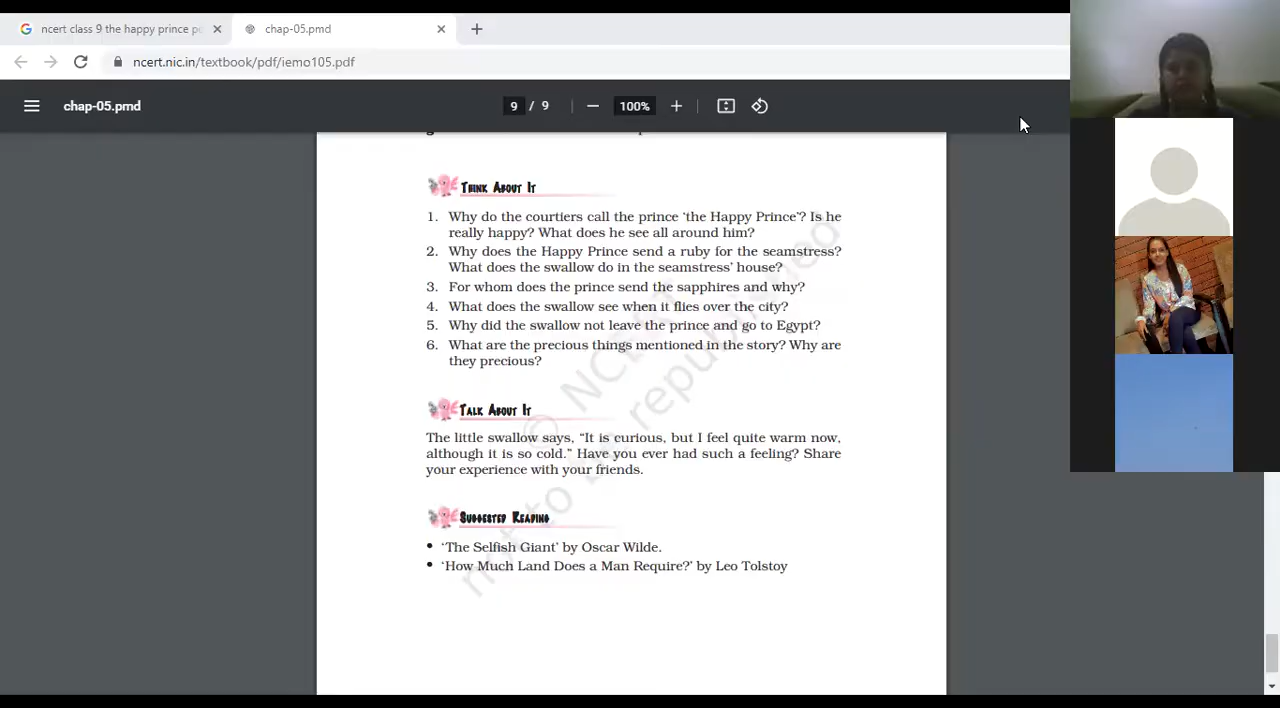 ncert class 9 the happy prince p
chap-05.pmd
ncert.nic.in/textbook/pdf/iemo105.pdf
chap-05.pmd
9 / 9
100%
Think About It
1. Why do the courtiers call the prince ‘the Happy Prince’? Is he
really happy? What does he see all around him?
2. Why does the Happy Prince send a ruby for the seamstress?
What does the swallow do in the seamstress’ house?
3. For whom does the prince send the sapphires and why?
4. What does the swallow see when it flies over the city?
5. Why did the swallow not leave the prince and go to Egypt?
6. What are the precious things mentioned in the story? Why are
they precious?
Talk About It
The little swallow says, “It is curious, but I feel quite warm now,
although it is so cold.” Have you ever had such a feeling? Share
your experience with your friends.
Suggested Reading
• ‘The Selfish Giant’ by Oscar Wilde.
• ‘How Much Land Does a Man Require?’ by Leo Tolstoy
© NCERT
not to be republished